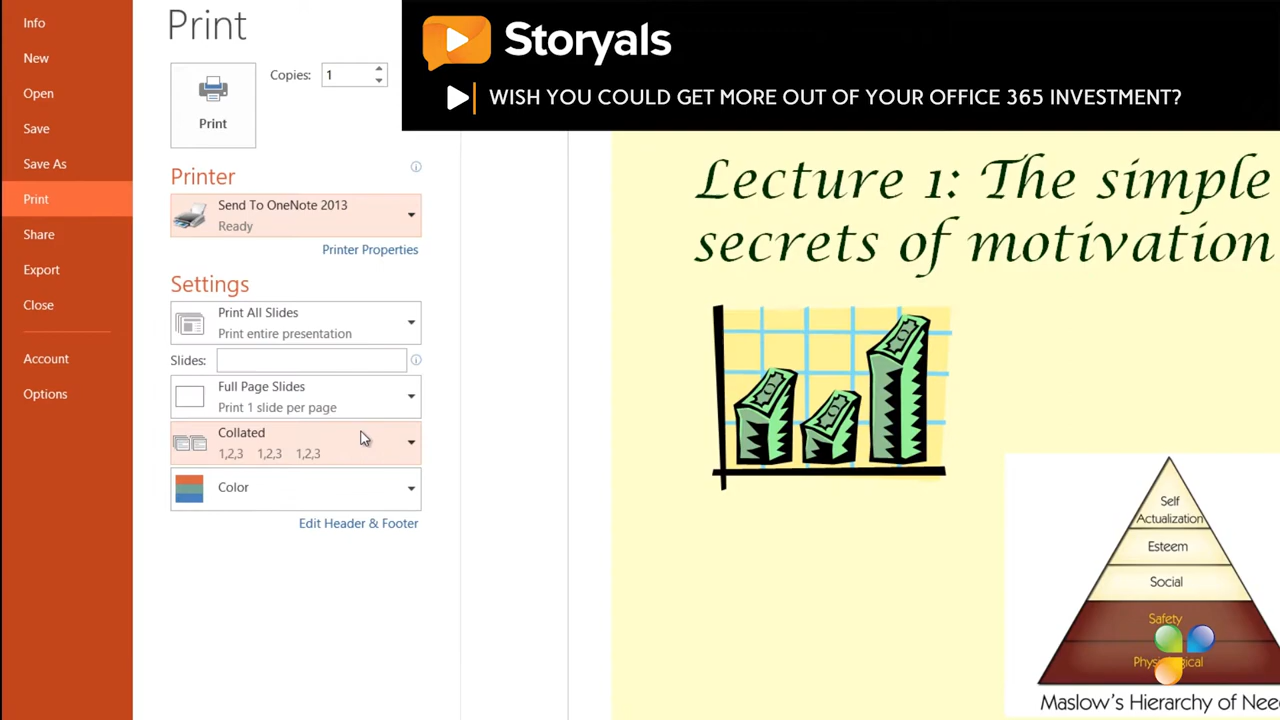 Info
New
Open
Save
Save As
Print
Share
Export
Close
Account
Options
Print
Print
Copies: 1
Printer
Send To OneNote 2013
Ready
Printer Properties
Settings
Print All Slides
Print entire presentation
Slides:
Full Page Slides
Print 1 slide per page
Collated
1,2,3 1,2,3 1,2,3
Color
Edit Header & Footer
Storyals
WISH YOU COULD GET MORE OUT OF YOUR OFFICE 365 INVESTMENT?
Lecture 1: The simple
secrets of motivation
Self
Actualization
Esteem
Social
Safety
Maslow's Hierarchy of Nee